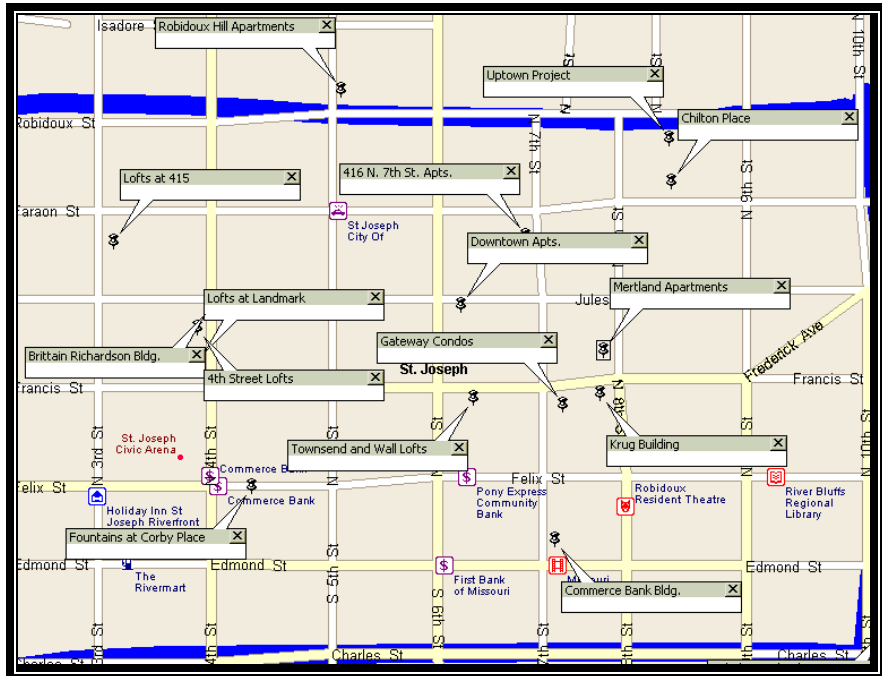 Isadore
Robidoux Hill Apartments
N 10th St
Uptown Project
Chilton Place
Robidoux St
N 7th St
Lofts at 415
416 N. 7th St. Apts.
N 9th St
Faraon St
St Joseph
City Of
Downtown Apts.
Mertland Apartments
Jules
Lofts at Landmark
Gateway Condos
Frederick Ave
Brittain Richardson Bldg.
St. Joseph
4th Street Lofts
Francis St
Francis St
N 8th St
St. Joseph
Civic Arena
N 3rd St
N 4th St
N 5th St
Townsend and Wall Lofts
Krug Building
N 10th St
Commerce Bank
Felix St
Felix St
Commerce Bank
Holiday Inn St
Joseph Riverfront
Pony Express
Community
Bank
Robidoux
Resident Theatre
River Bluffs
Regional
Library
Fountains at Corby Place
Edmond St
Edmond St
Edmond St
The
Rivermart
S 5th St
S 6th St
First Bank
of Missouri
Commerce Bank Bldg.
Charles St
Charles St
Charles St